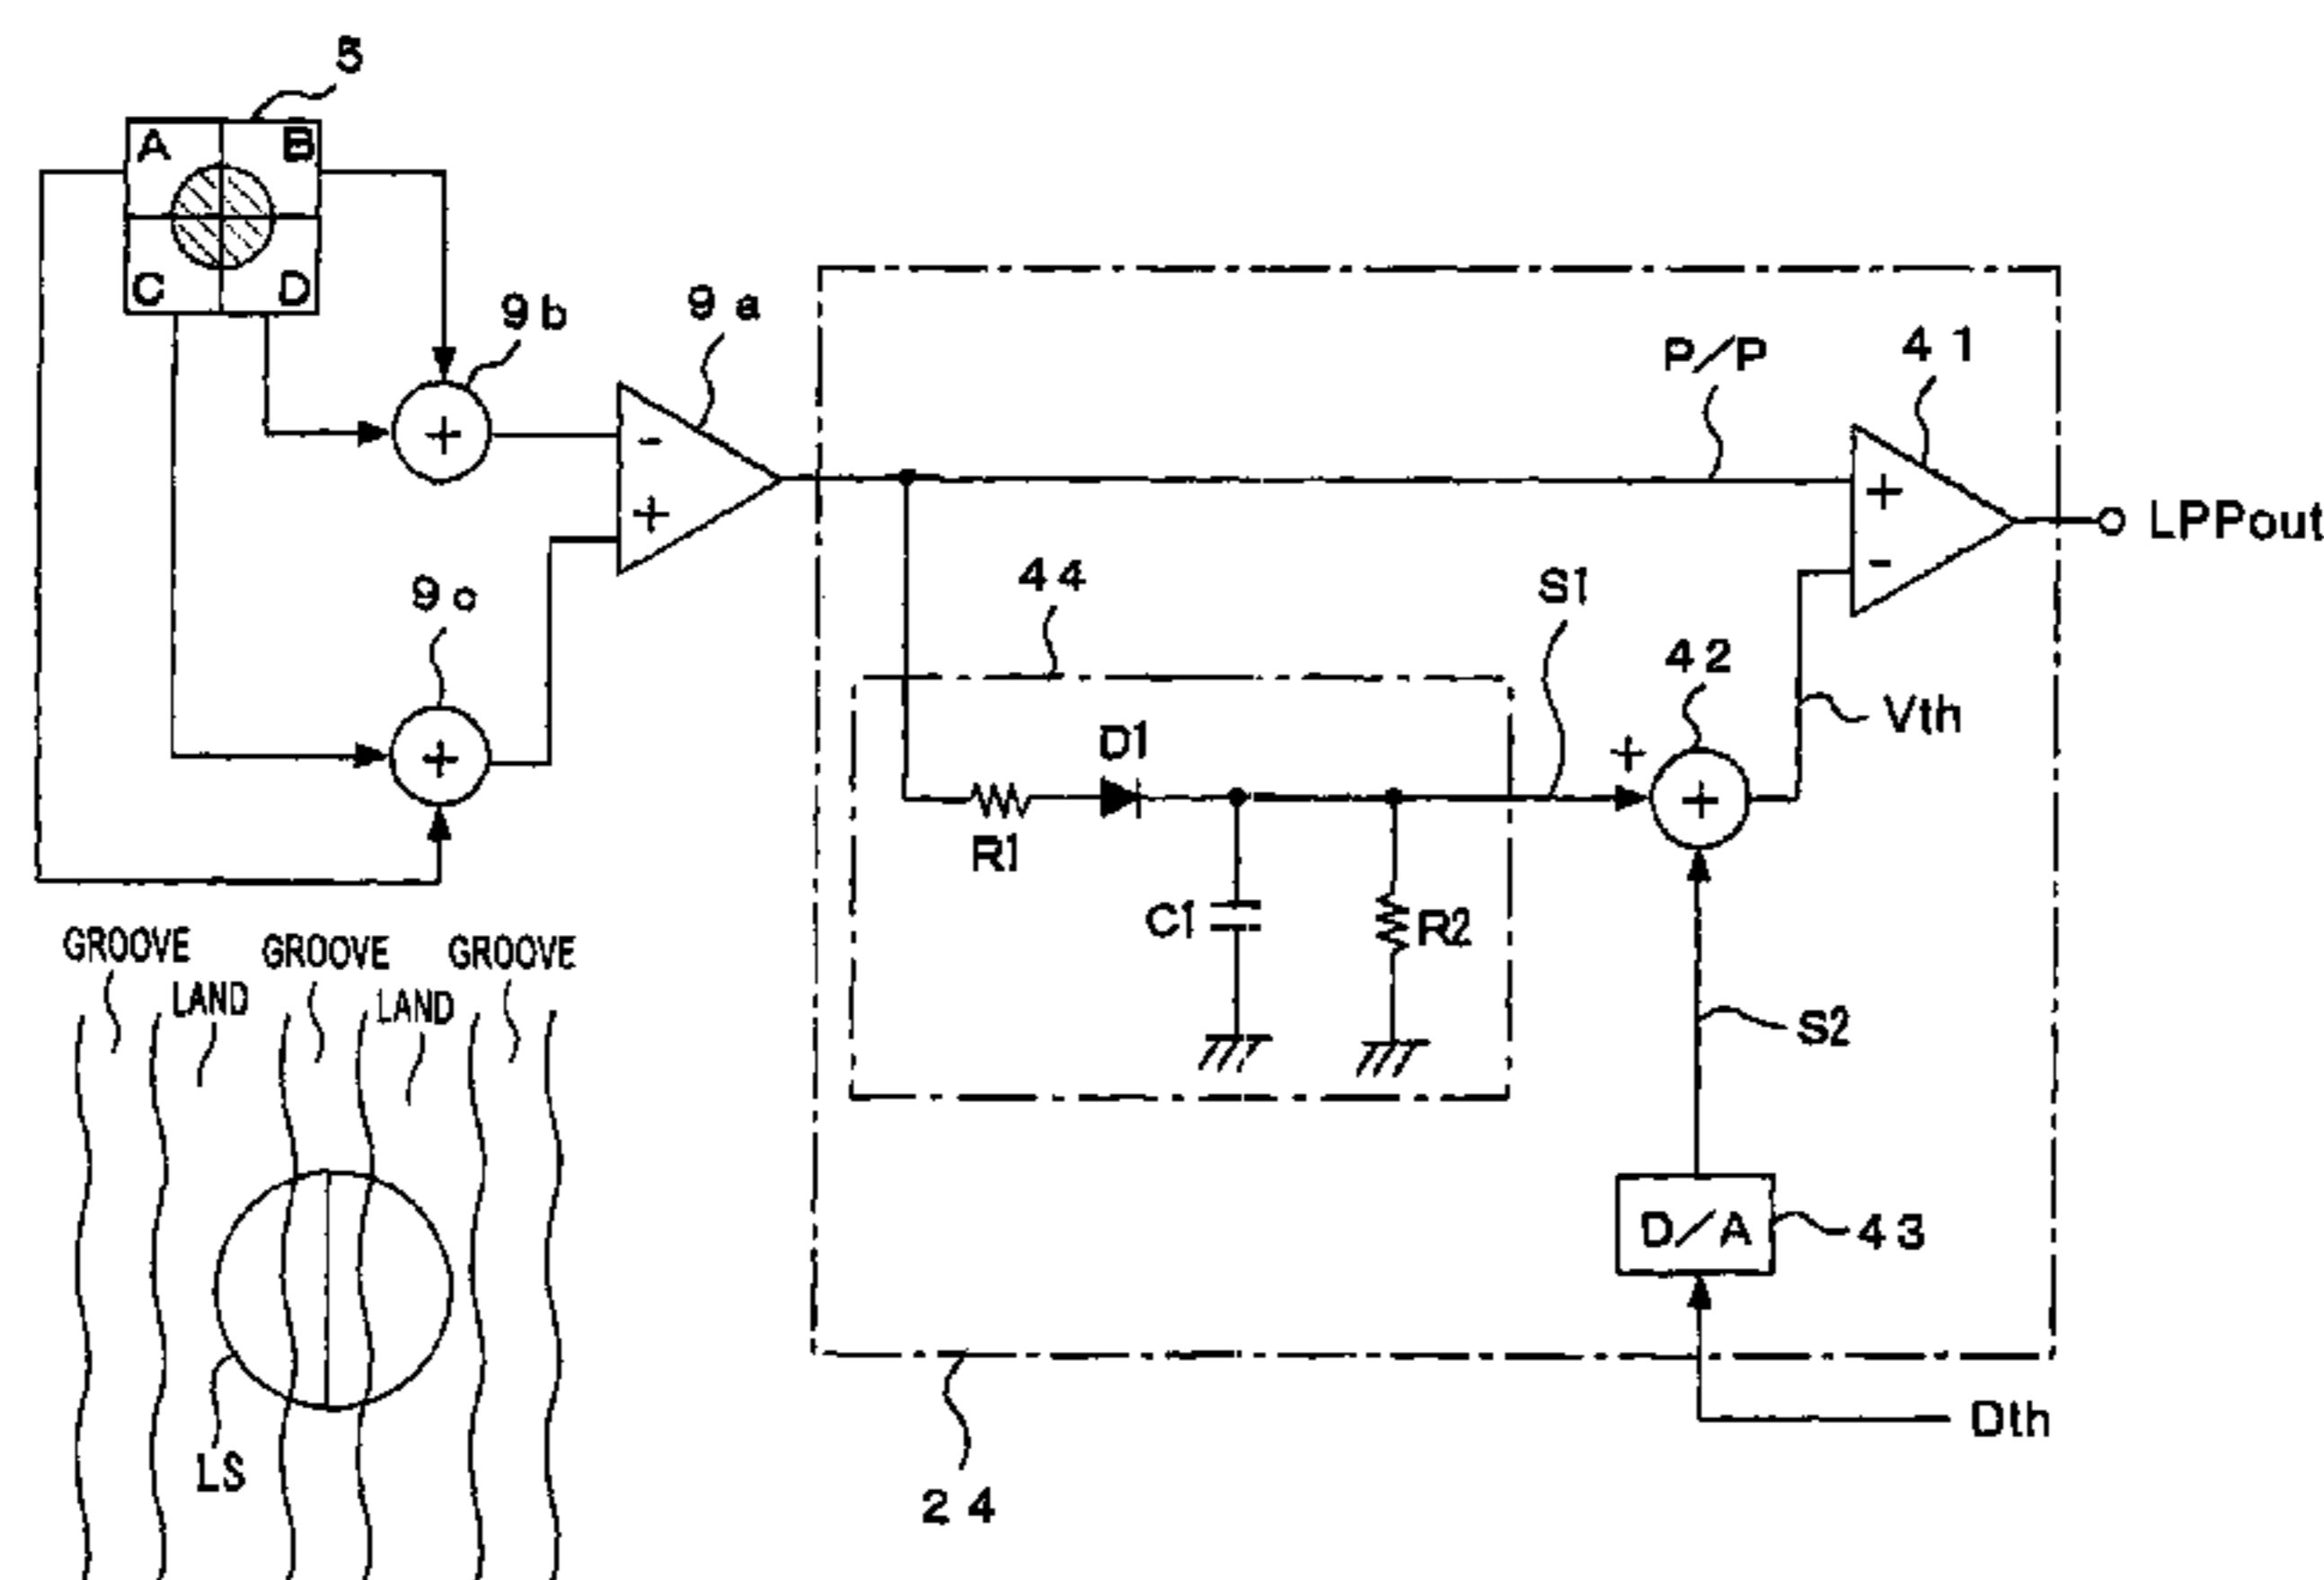 5
A B
C D
9b
9a
P/P
41
+
-
+
-
+
LPPout
44
S1
9c
42
Vth
+
+
+
D1
R1
C1
R2
S2
GROOVE GROOVE GROOVE
LAND LAND
D/A
43
Dth
LS
24